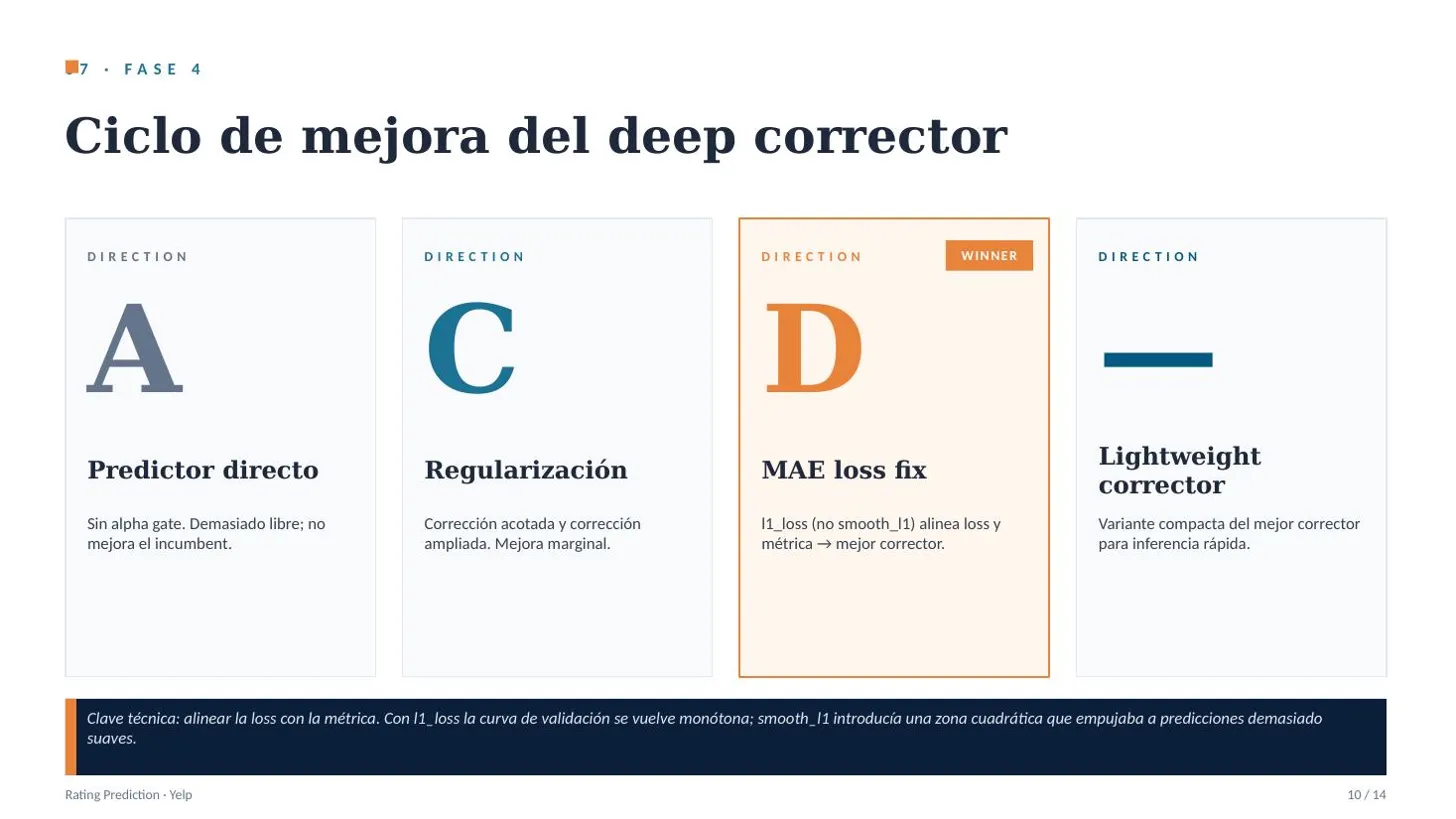 7 · FASE 4
Ciclo de mejora del deep corrector
DIRECTION
A
Predictor directo
Sin alpha gate. Demasiado libre; no
mejora el incumbent.
DIRECTION
C
Regularización
Corrección acotada y corrección
ampliada. Mejora marginal.
DIRECTION
WINNER
D
MAE loss fix
l1_loss (no smooth_l1) alinea loss y
métrica → mejor corrector.
DIRECTION
—
Lightweight
corrector
Variante compacta del mejor corrector
para inferencia rápida.
Clave técnica: alinear la loss con la métrica. Con l1_loss la curva de validación se vuelve monótona; smooth_l1 introducía una zona cuadrática que empujaba a predicciones demasiado
suaves.
Rating Prediction · Yelp
10 / 14